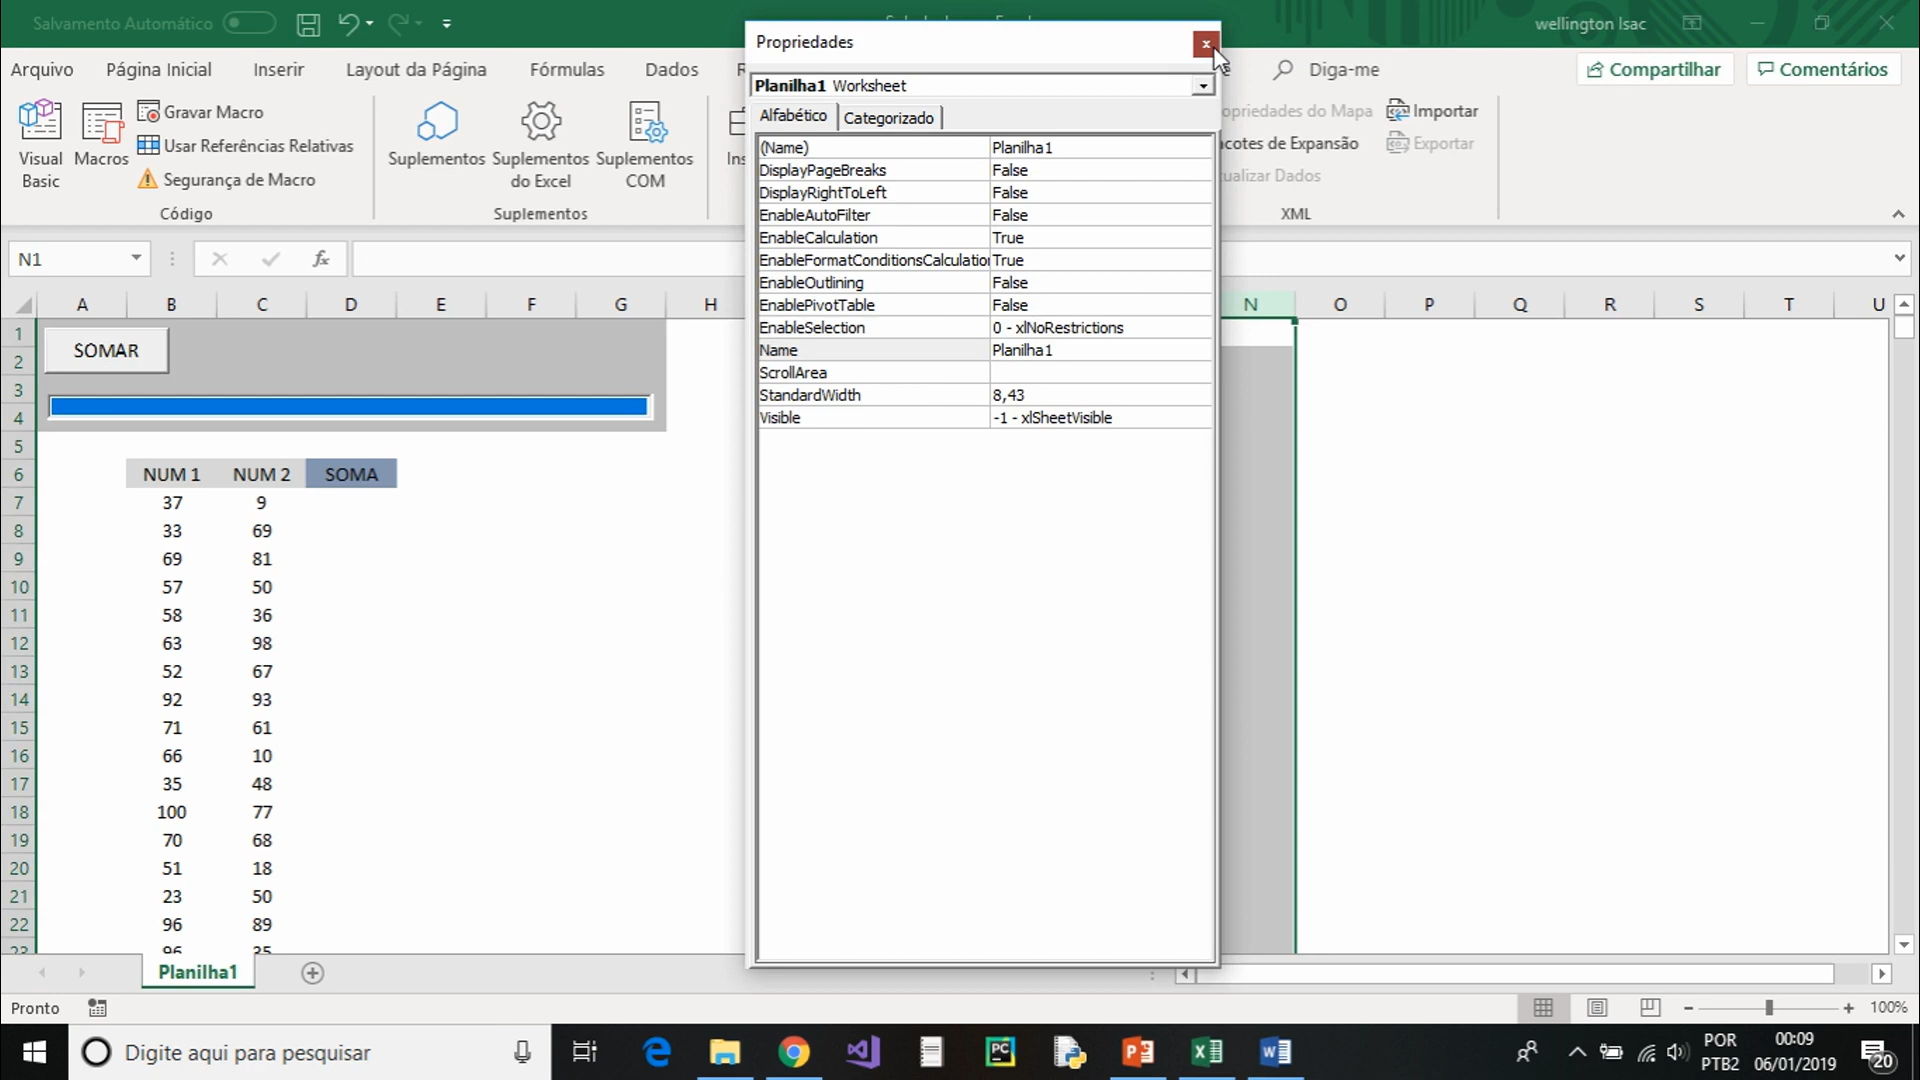 Salvamento Automático
wellington Isac
Propriedades
Arquivo Página Inicial Inserir Layout da Página Fórmulas Dados
Diga-me
Compartilhar
Comentários
Planilha1 Worksheet
Alfabético Categorizado
Visual Basic
Macros
Gravar Macro
Usar Referências Relativas
Segurança de Macro
Código
Suplementos
Suplementos do Excel
Suplementos COM
Suplementos
Ins
opriedades do Mapa
cotes de Expansão
ualizar Dados
Importar
Exportar
XML
(Name) Planilha1
DisplayPageBreaks False
DisplayRightToLeft False
EnableAutoFilter False
EnableCalculation True
EnableFormatConditionsCalculation True
EnableOutlining False
EnablePivotTable False
EnableSelection 0 - xlNoRestrictions
Name Planilha1
ScrollArea
StandardWidth 8,43
Visible -1 - xlSheetVisible
N1
fx
A B C D E F G H N O P Q R S T U
1
SOMAR
2
3
4
5
6 NUM 1 NUM 2 SOMA
7 37 9
8 33 69
9 69 81
10 57 50
11 58 36
12 63 98
13 52 67
14 92 93
15 71 61
16 66 10
17 35 48
18 100 77
19 70 68
20 51 18
21 23 50
22 96 89
23 96 35
Planilha1
Pronto
100%
Digite aqui para pesquisar
POR
PTB2
00:09
06/01/2019
20